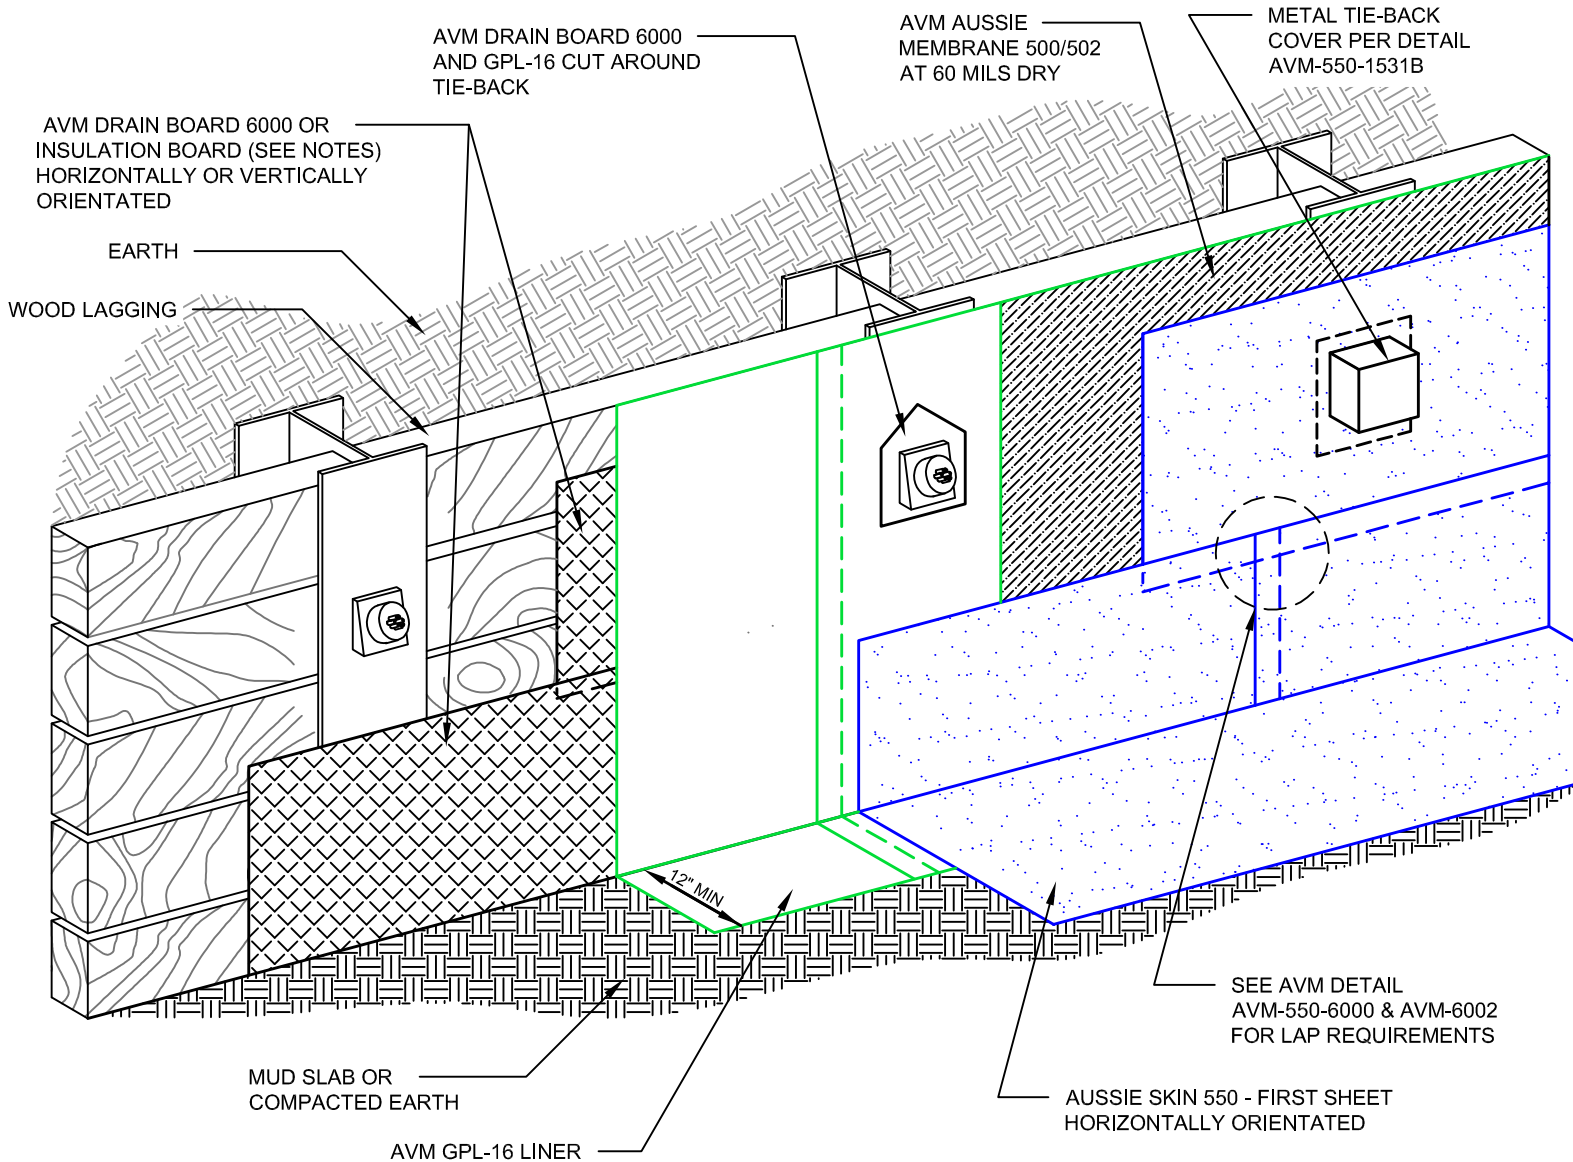 AVM DRAIN BOARD 6000
AND GPL-16 CUT AROUND
TIE-BACK
AVM AUSSIE
MEMBRANE 500/502
AT 60 MILS DRY
METAL TIE-BACK
COVER PER DETAIL
AVM-550-1531B
AVM DRAIN BOARD 6000 OR
INSULATION BOARD (SEE NOTES)
HORIZONTALLY OR VERTICALLY
ORIENTATED
EARTH
WOOD LAGGING
12" MIN
SEE AVM DETAIL
AVM-550-6000 & AVM-6002
FOR LAP REQUIREMENTS
MUD SLAB OR
COMPACTED EARTH
AUSSIE SKIN 550 - FIRST SHEET
HORIZONTALLY ORIENTATED
AVM GPL-16 LINER